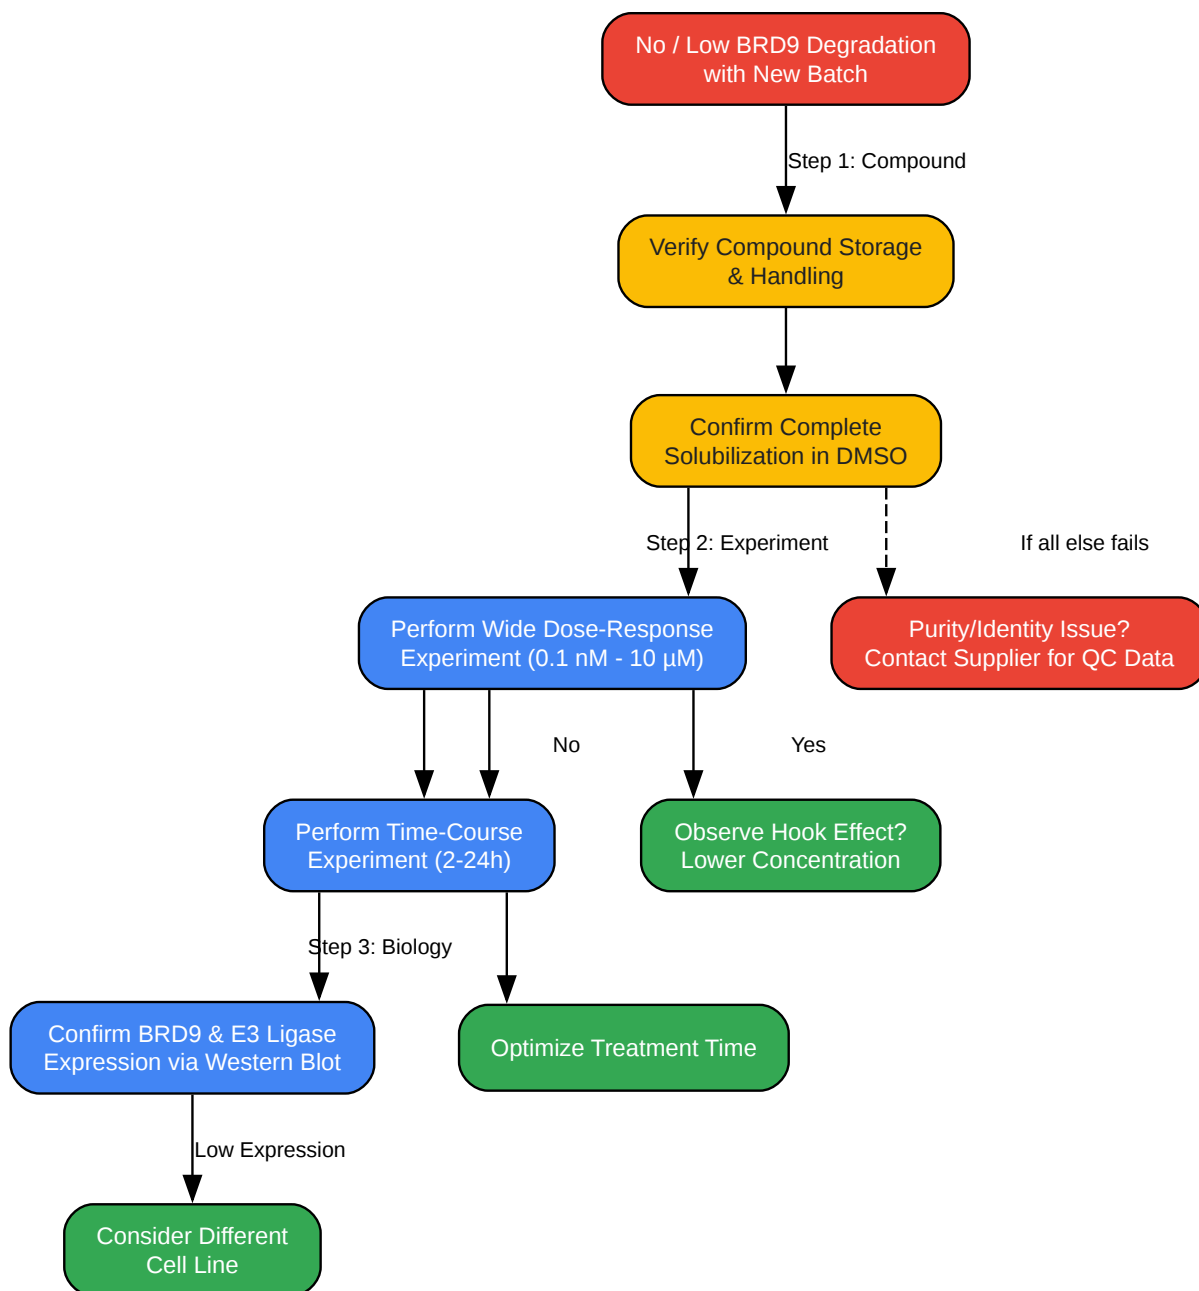 No / Low BRD9 Degradation
with New Batch
Step 1: Compound
Verify Compound Storage
& Handling
Confirm Complete
Solubilization in DMSO
Step 2: Experiment
If all else fails
Perform Wide Dose-Response
Experiment (0.1 nM - 10 µM)
Purity/Identity Issue?
Contact Supplier for QC Data
No
Yes
Perform Time-Course
Experiment (2-24h)
Observe Hook Effect?
Lower Concentration
Step 3: Biology
Confirm BRD9 & E3 Ligase
Expression via Western Blot
Optimize Treatment Time
Low Expression
Consider Different
Cell Line